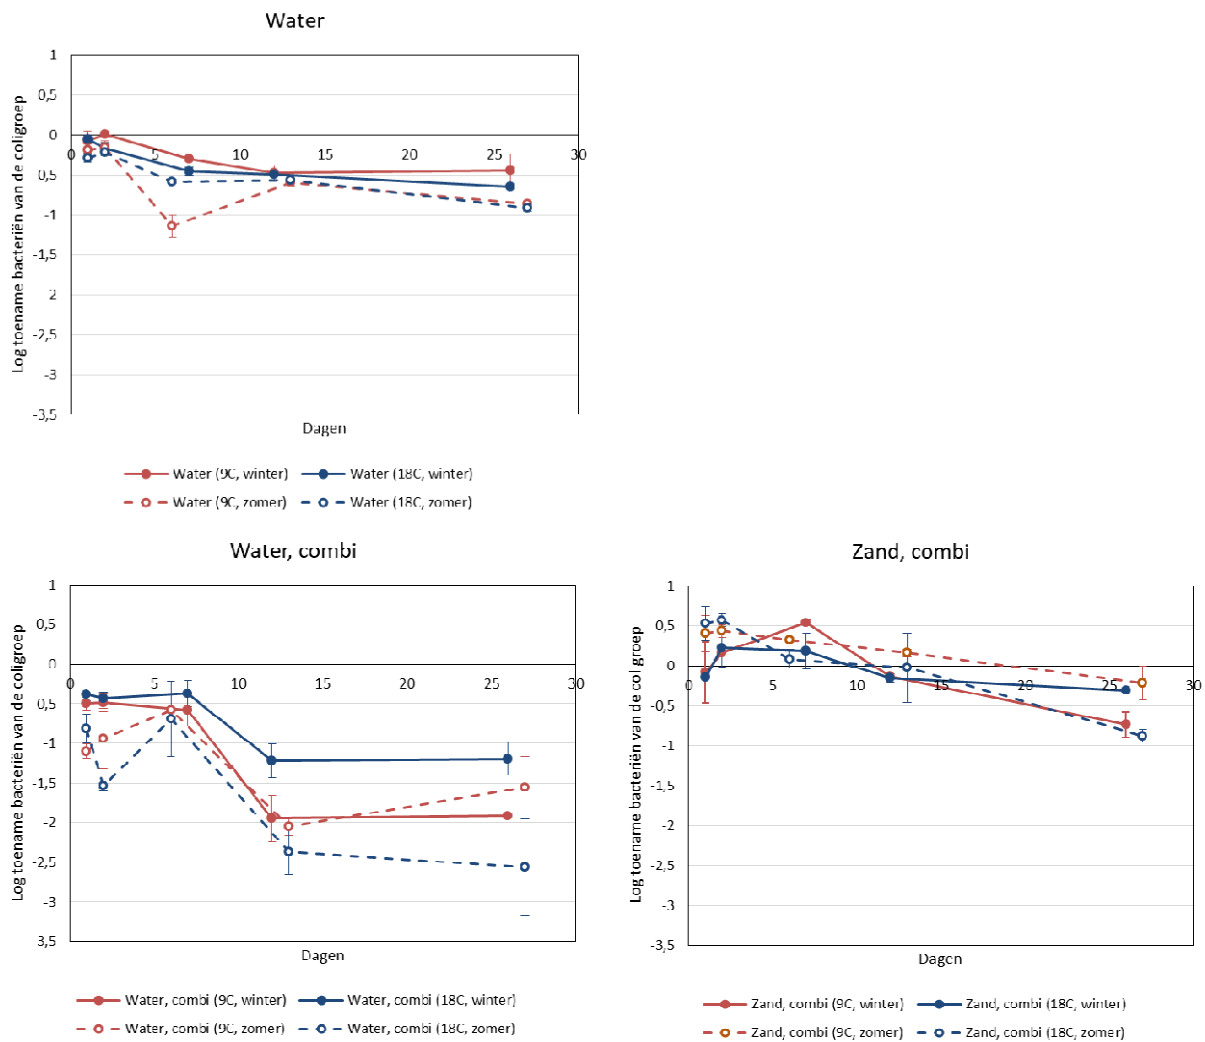 Water
Log toename bacteriën van de coligroep
1
0,5
0
0,5
-1
-1,5
2
-2,5
-3
-3,5
0 5 10 15 20 25 30
Dagen
Water (9C, winter) Water (18C, winter)
Water (9C, zomer) Water (18C, zomer)
Water, combi
Log toename bacteriën van de coligroep
1
0,5
0
0,5
-1
-1,5
-2
-2,5
-3
3,5
0 5 10 15 20 25 30
Dagen
Water, combi (9C, winter) Water, combi (18C, winter)
Water, combi (9C, zomer) Water, combi (18C, zomer)
Zand, combi
Log toename bacteriën van de col groep
1
0,5
0
-0,5
-1
-1,5
-2
-2,5
-3
-3,5
0 5 10 15 20 25 30
Dagen
Zand, combi (9C, winter) Zand, combi (18C, winter)
Zand, combi (9C, zomer) Zand, combi (18C, zomer)